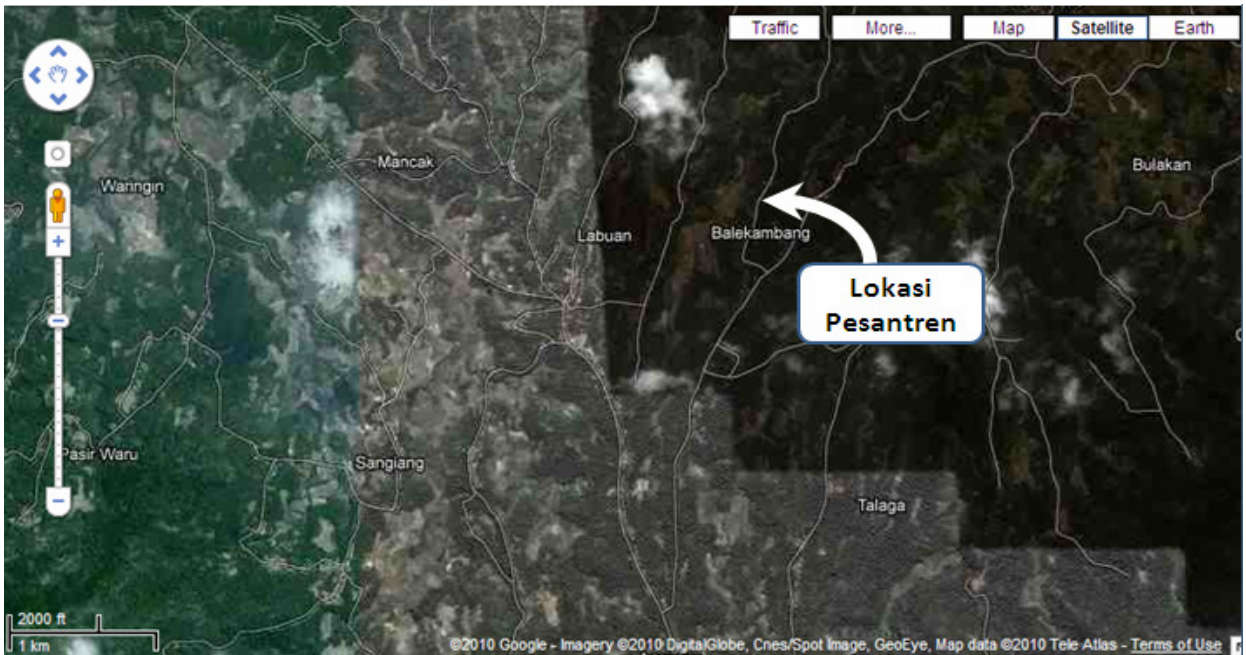 Traffic More... Map Satellite Earth
Mancak
Bulakan
Wanngin
Labuan
Balekambang
Lokasi
Pesantren
Pasir Waru
Sangiang
Talaga
2000 ft
1 km
©2010 Google - Imagery ©2010 DigitalGlobe, Cnes/Spot Image, GeoEye, Map data ©2010 Tele Atlas - Terms of Use